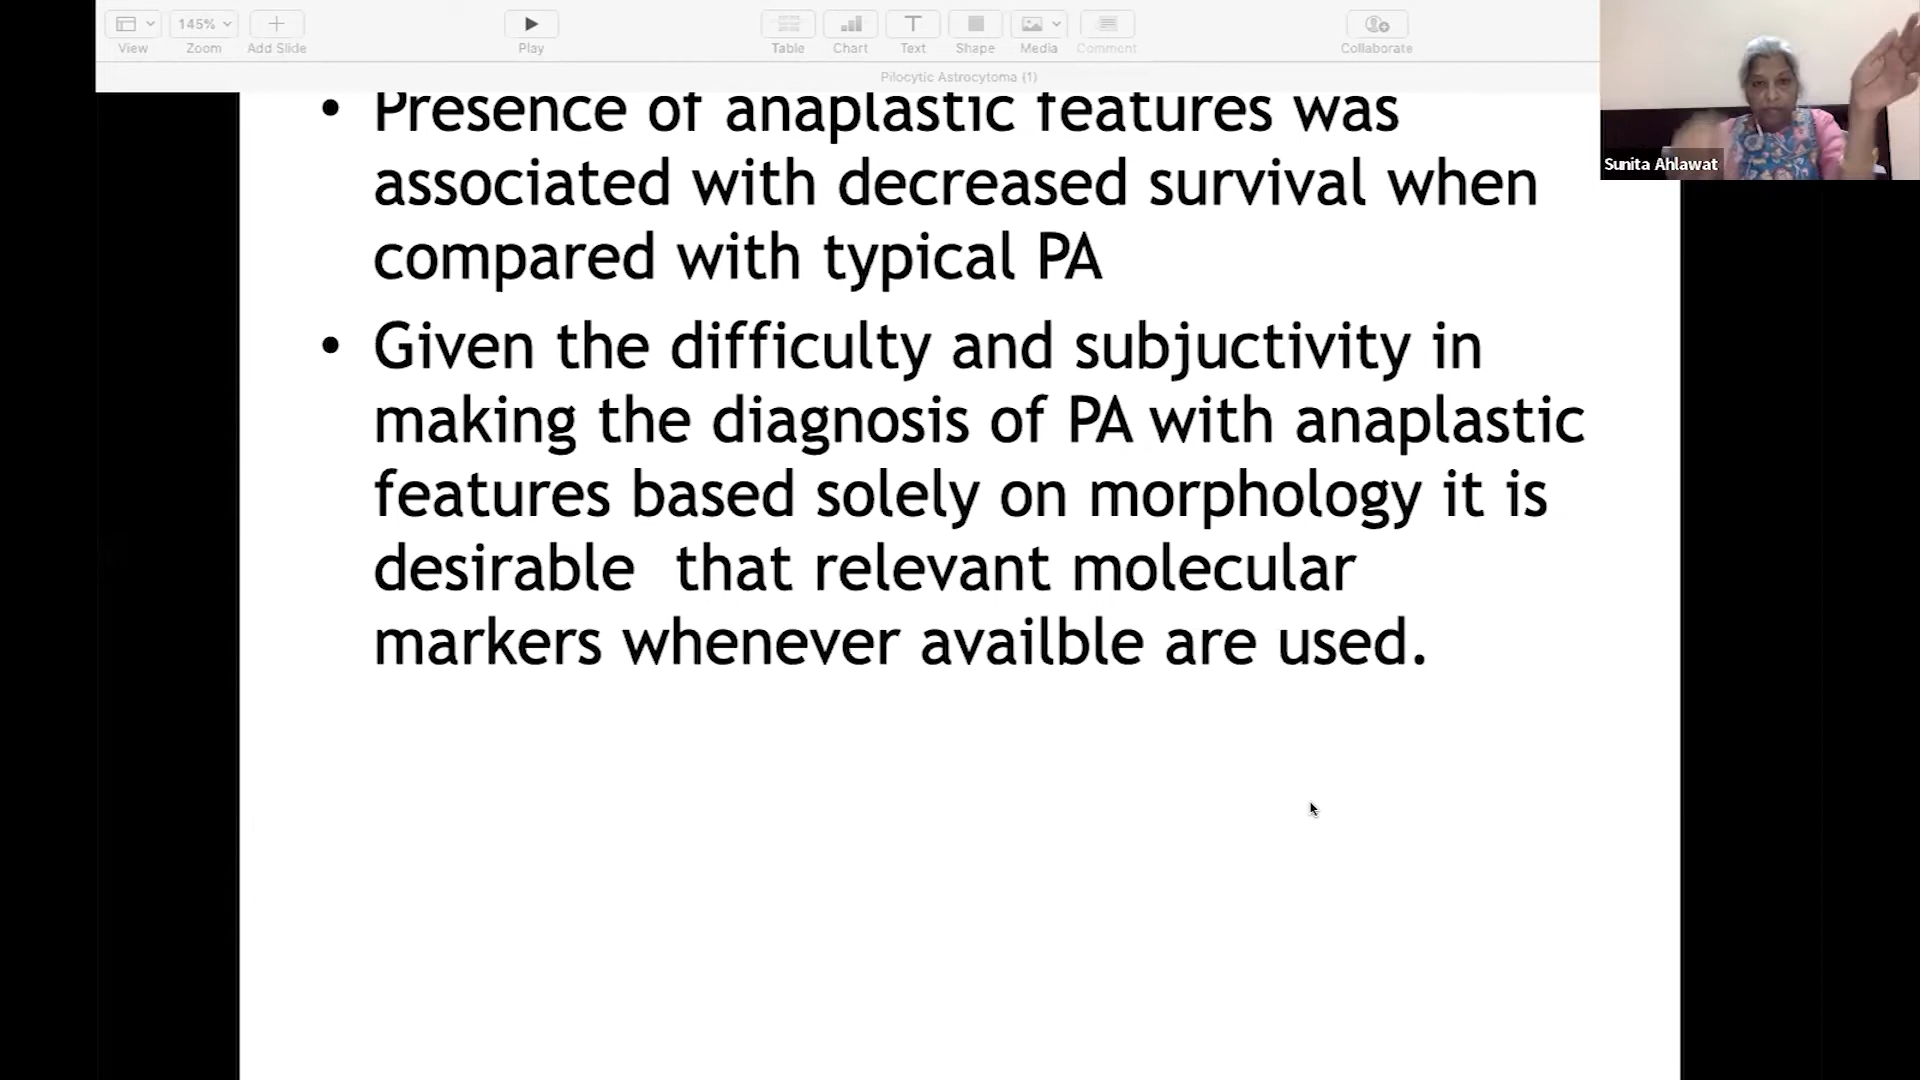 145%
View Zoom Add Slide Play Table Chart Text Shape Media Comment Collaborate
Pilocytic Astrocytoma (1)
Sunita Ahlawat
• Presence of anaplastic features was
associated with decreased survival when
compared with typical PA
• Given the difficulty and subjuctivity in
making the diagnosis of PA with anaplastic
features based solely on morphology it is
desirable that relevant molecular
markers whenever availble are used.